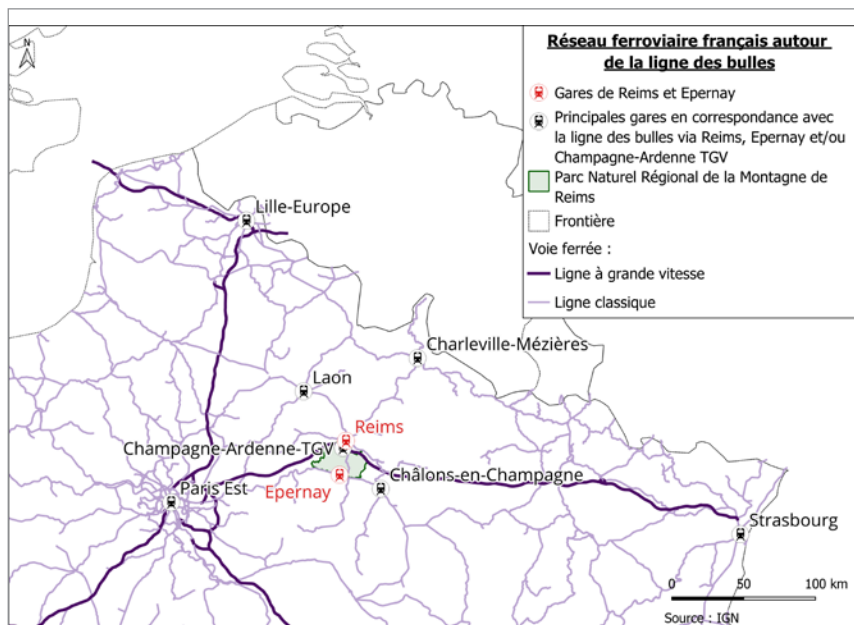 N
Réseau ferroviaire français autour
de la ligne des bulles
Gares de Reims et Epernay
Principales gares en correspondance avec
la ligne des bulles via Reims, Epernay et/ou
Champagne-Ardenne TGV
Parc Naturel Régional de la Montagne de
Reims
Frontière
Voie ferrée :
Ligne à grande vitesse
Ligne classique
Lille-Europe
Charleville-Mézières
Laon
Reims
Champagne-Ardenne-TGV
Châlons-en-Champagne
Paris Est
Epernay
Strasbourg
0 50 100 km
Source : IGN